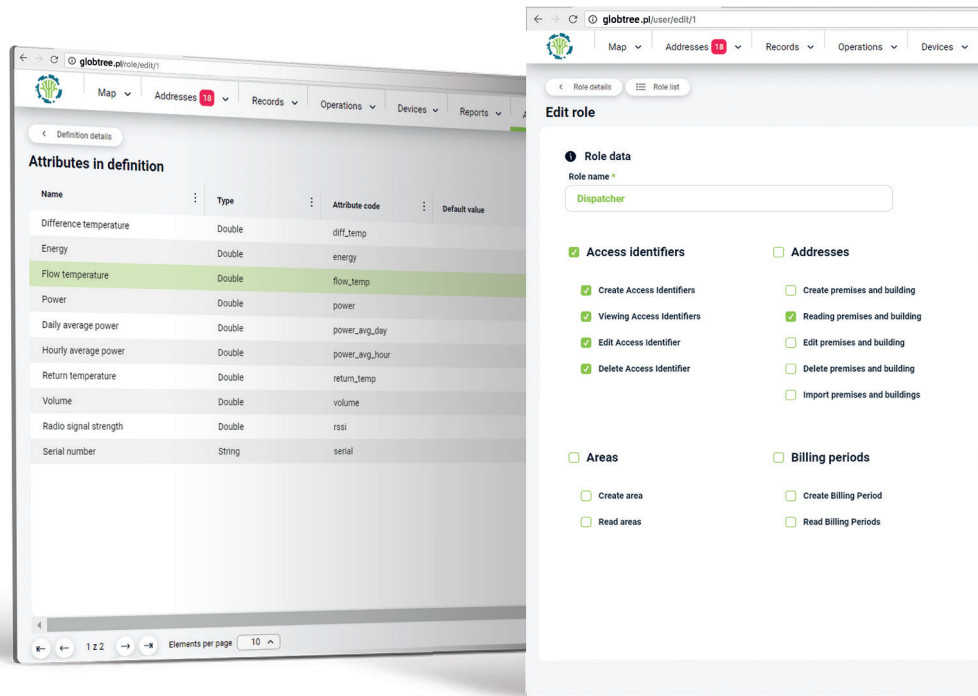 globtree.pl/role/edit/1
Map
Addresses 18
Records
Operations
Devices
Reports
Definition details
Attributes in definition
Name Type Attribute code Default value
Difference temperature Double diff_temp
Energy Double energy
Flow temperature Double flow_temp
Power Double power
Daily average power Double power_avg_day
Hourly average power Double power_avg_hour
Return temperature Double return_temp
Volume Double volume
Radio signal strength Double rssi
Serial number String serial
1 z 2 Elements per page 10
globtree.pl/user/edit/1
Map
Addresses 18
Records
Operations
Devices
Role details
Role list
Edit role
Role data
Role name *
Dispatcher
Access identifiers
Create Access Identifiers
Viewing Access Identifiers
Edit Access Identifier
Delete Access Identifier
Addresses
Create premises and building
Reading premises and building
Edit premises and building
Delete premises and building
Import premises and buildings
Areas
Create area
Read areas
Billing periods
Create Billing Period
Read Billing Periods